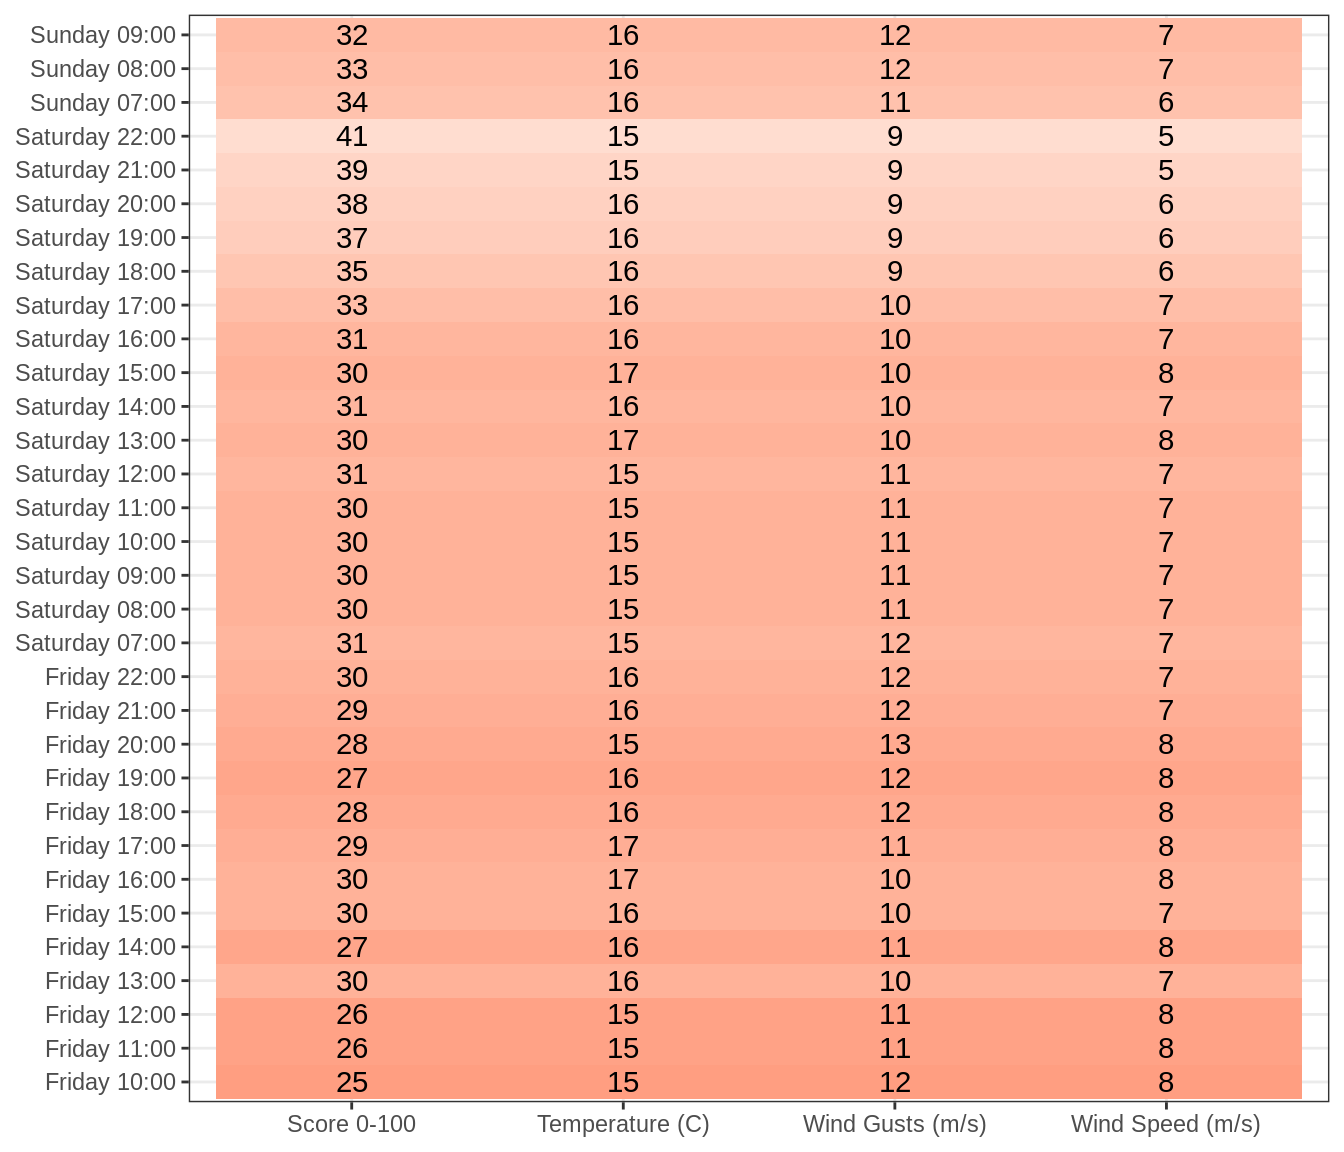 Sunday 09:00 32 16 12 7
Sunday 08:00 33 16 12 7
Sunday 07:00 34 16 11 6
Saturday 22:00 41 15 9 5
Saturday 21:00 39 15 9 5
Saturday 20:00 38 16 9 6
Saturday 19:00 37 16 9 6
Saturday 18:00 35 16 9 6
Saturday 17:00 33 16 10 7
Saturday 16:00 31 16 10 7
Saturday 15:00 30 17 10 8
Saturday 14:00 31 16 10 7
Saturday 13:00 30 17 10 8
Saturday 12:00 31 15 11 7
Saturday 11:00 30 15 11 7
Saturday 10:00 30 15 11 7
Saturday 09:00 30 15 11 7
Saturday 08:00 30 15 11 7
Saturday 07:00 31 15 12 7
Friday 22:00 30 16 12 7
Friday 21:00 29 16 12 7
Friday 20:00 28 15 13 8
Friday 19:00 27 16 12 8
Friday 18:00 28 16 12 8
Friday 17:00 29 17 11 8
Friday 16:00 30 17 10 8
Friday 15:00 30 16 10 7
Friday 14:00 27 16 11 8
Friday 13:00 30 16 10 7
Friday 12:00 26 15 11 8
Friday 11:00 26 15 11 8
Friday 10:00 25 15 12 8
Score 0-100 Temperature (C) Wind Gusts (m/s) Wind Speed (m/s)